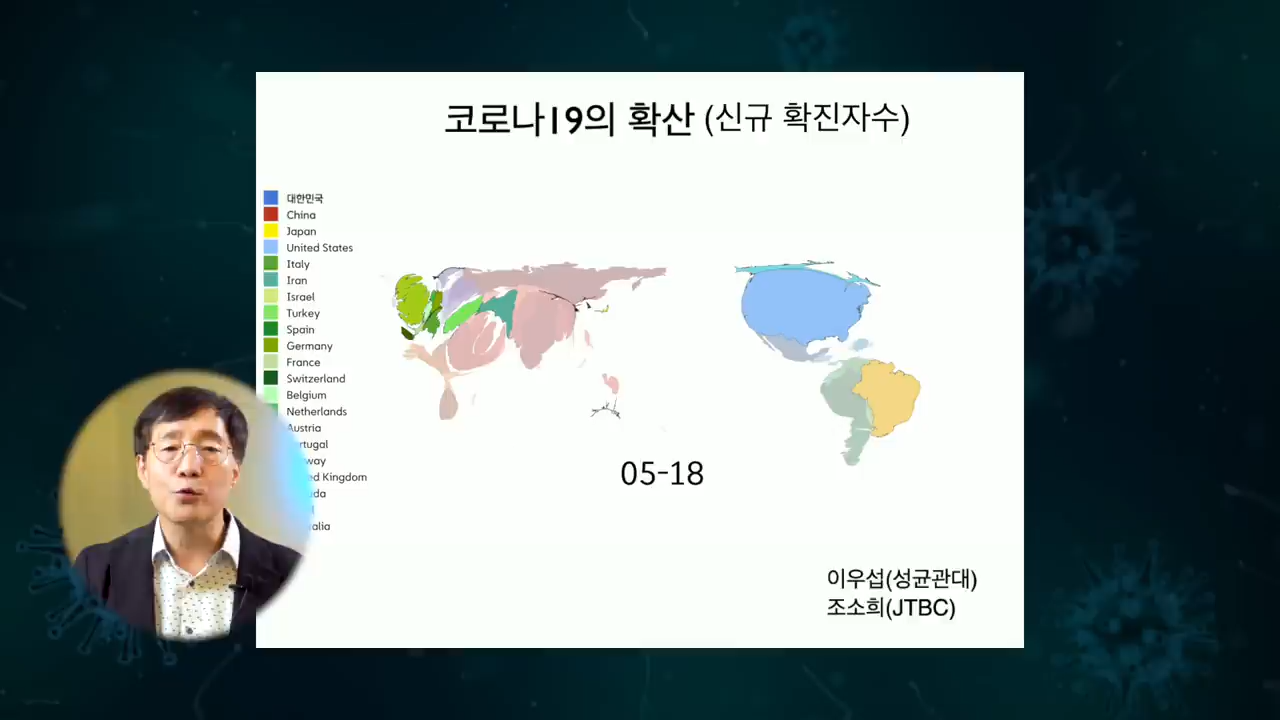 코로나19의 확산 (신규 확진자수)
대한민국
China
Japan
United States
Italy
Iran
Israel
Turkey
Spain
Germany
France
Switzerland
Belgium
Netherlands
Austria
05-18
이우섭(성균관대)
조소희(JTBC)